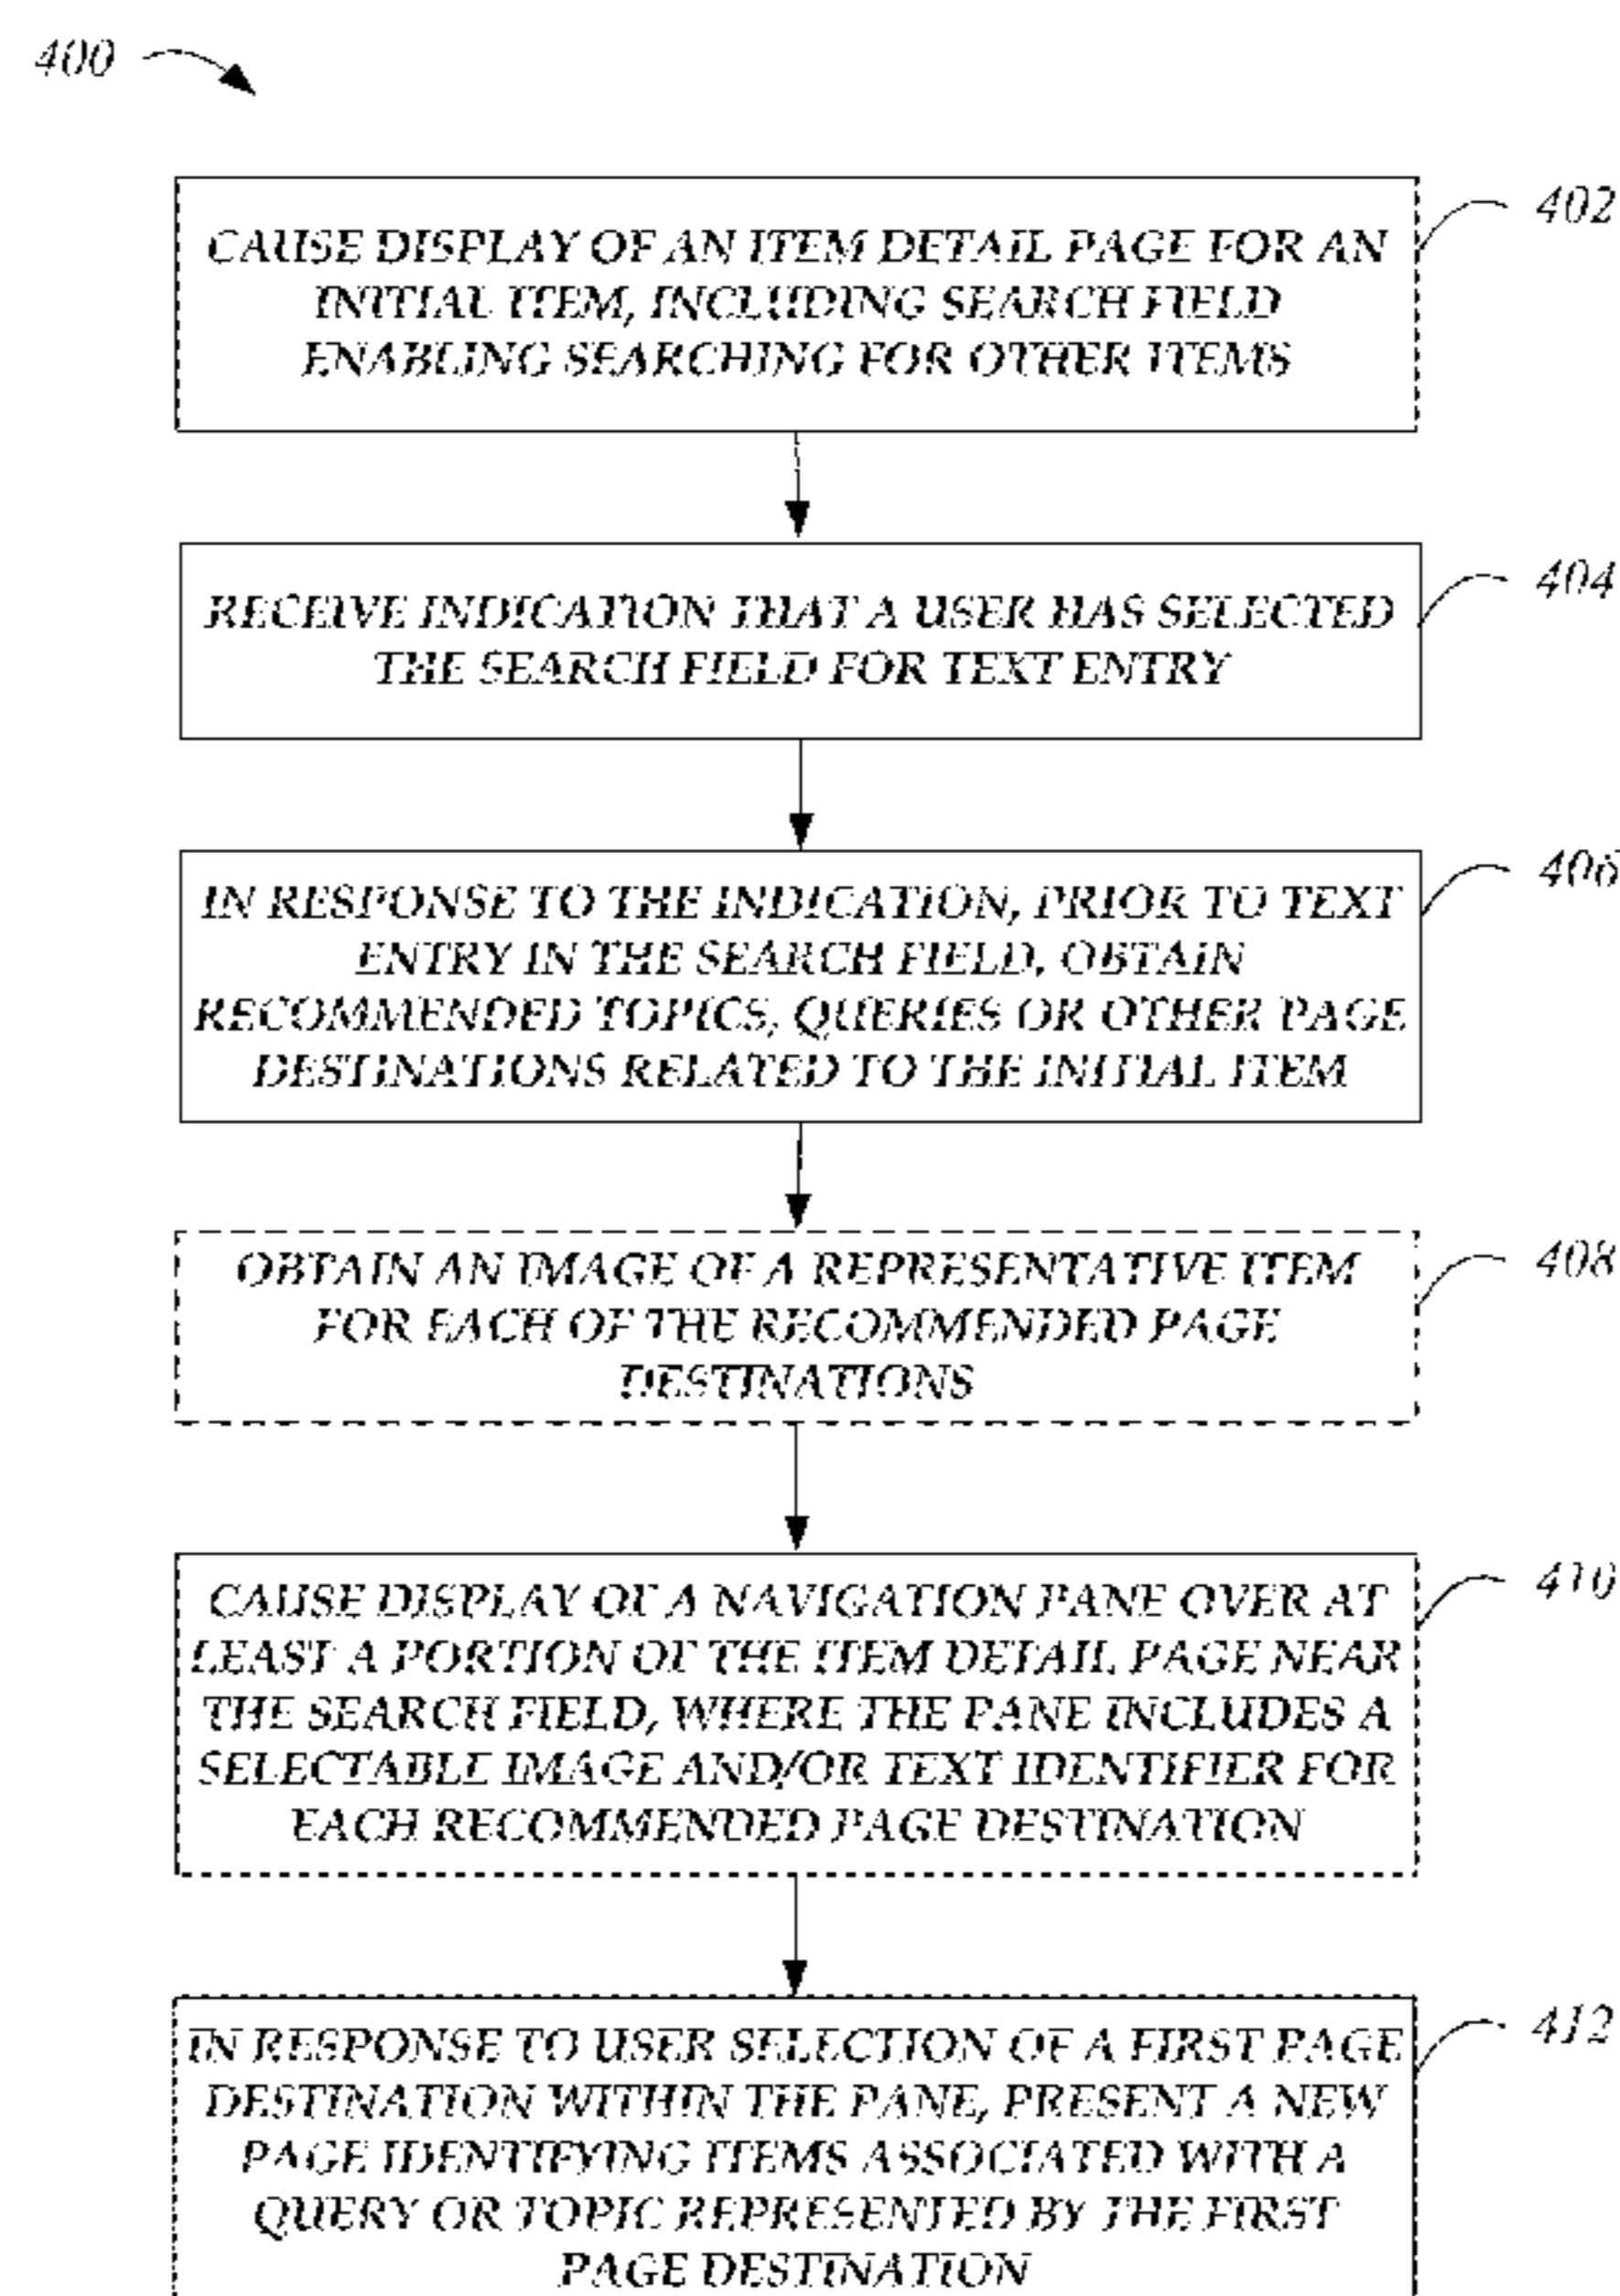 400
402
CAUSE DISPLAY OF AN ITEM DETAIL PAGE FOR AN
INITIAL ITEM, INCLUDING SEARCH FIELD
ENABLING SEARCHING FOR OTHER ITEMS
404
RECEIVE INDICATION THAT A USER HAS SELECTED
THE SEARCH FIELD FOR TEXT ENTRY
406
IN RESPONSE TO THE INDICATION, PRIOR TO TEXT
ENTRY IN THE SEARCH FIELD, OBTAIN
RECOMMENDED TOPICS, QUERIES OR OTHER PAGE
DESTINATIONS RELATED TO THE INITIAL ITEM
408
OBTAIN AN IMAGE OF A REPRESENTATIVE ITEM
FOR EACH OF THE RECOMMENDED PAGE
DESTINATIONS
410
CAUSE DISPLAY OF A NAVIGATION PANE OVER AT
LEAST A PORTION OF THE ITEM DETAIL PAGE NEAR
THE SEARCH FIELD, WHERE THE PANE INCLUDES A
SELECTABLE IMAGE AND/OR TEXT IDENTIFIER FOR
EACH RECOMMENDED PAGE DESTINATION
412
IN RESPONSE TO USER SELECTION OF A FIRST PAGE
DESTINATION WITHIN THE PANE, PRESENT A NEW
PAGE IDENTIFYING ITEMS ASSOCIATED WITH A
QUERY OR TOPIC REPRESENTED BY THE FIRST
PAGE DESTINATION